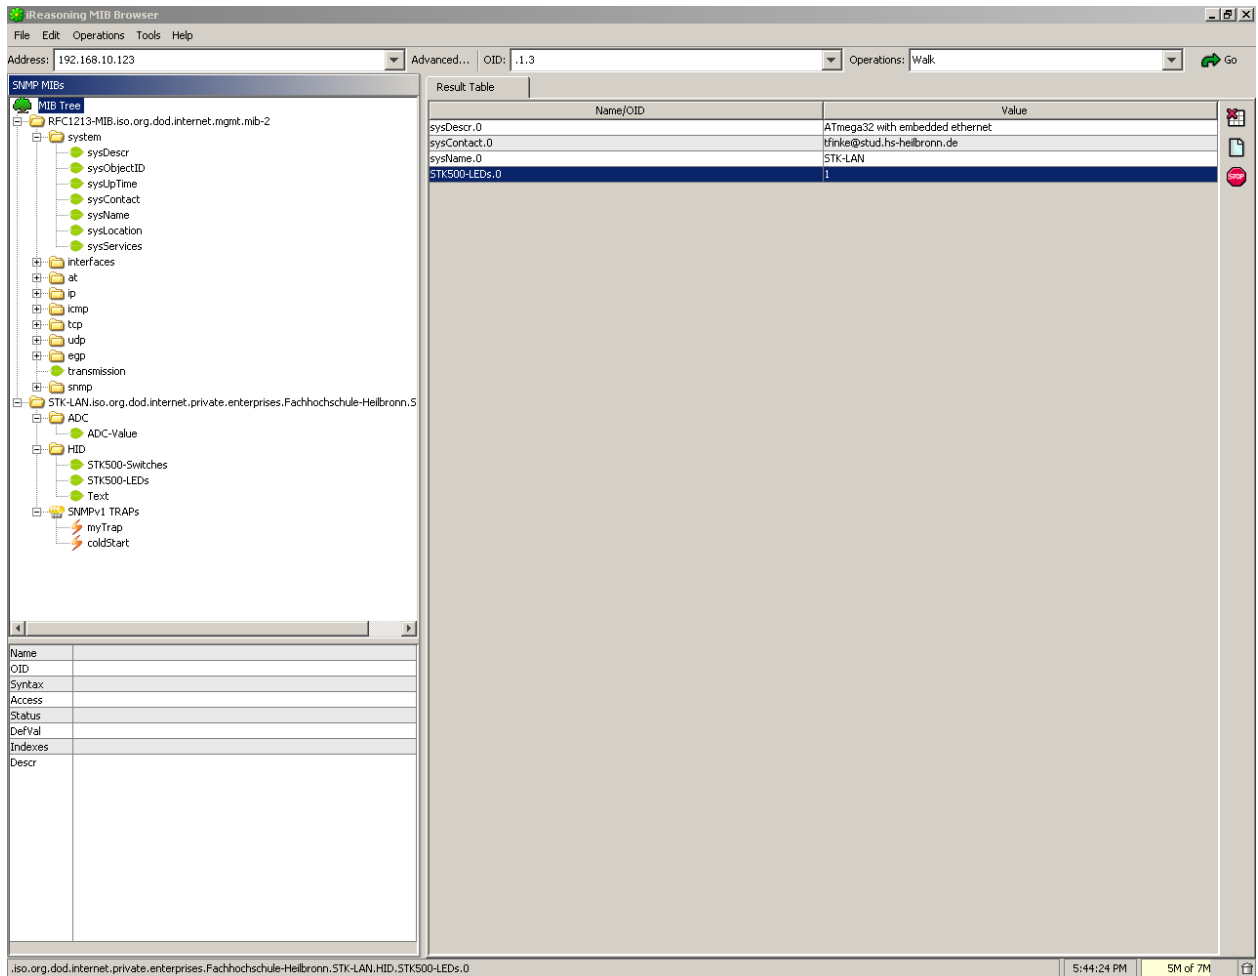 iReasoning MIB Browser
File Edit Operations Tools Help
Address: 192.168.10.123 Advanced... OID: .1.3 Operations: Walk Go
SNMP MIBs
MIB Tree
RFC1213-MIB.iso.org.dod.internet.mgmt.mib-2
system
sysDescr
sysObjectID
sysUpTime
sysContact
sysName
sysLocation
sysServices
interfaces
at
ip
icmp
tcp
udp
egp
transmission
snmp
STK-LAN.iso.org.dod.internet.private.enterprises.Fachhochschule-Heilbronn.S
ADC
ADC-Value
HID
STK500-Switches
STK500-LEDs
Text
SNMPv1 TRAPs
myTrap
coldStart
Name
OID
Syntax
Access
Status
DefVal
Indexes
Descr
Result Table
Name/OID Value
sysDescr.0 ATmega32 with embedded ethernet
sysContact.0 tfinke@stud.hs-heilbronn.de
sysName.0 STK-LAN
STK500-LEDs.0 1
STOP
.iso.org.dod.internet.private.enterprises.Fachhochschule-Heilbronn.STK-LAN.HID.STK500-LEDs.0 5:44:24 PM 5M of 7M